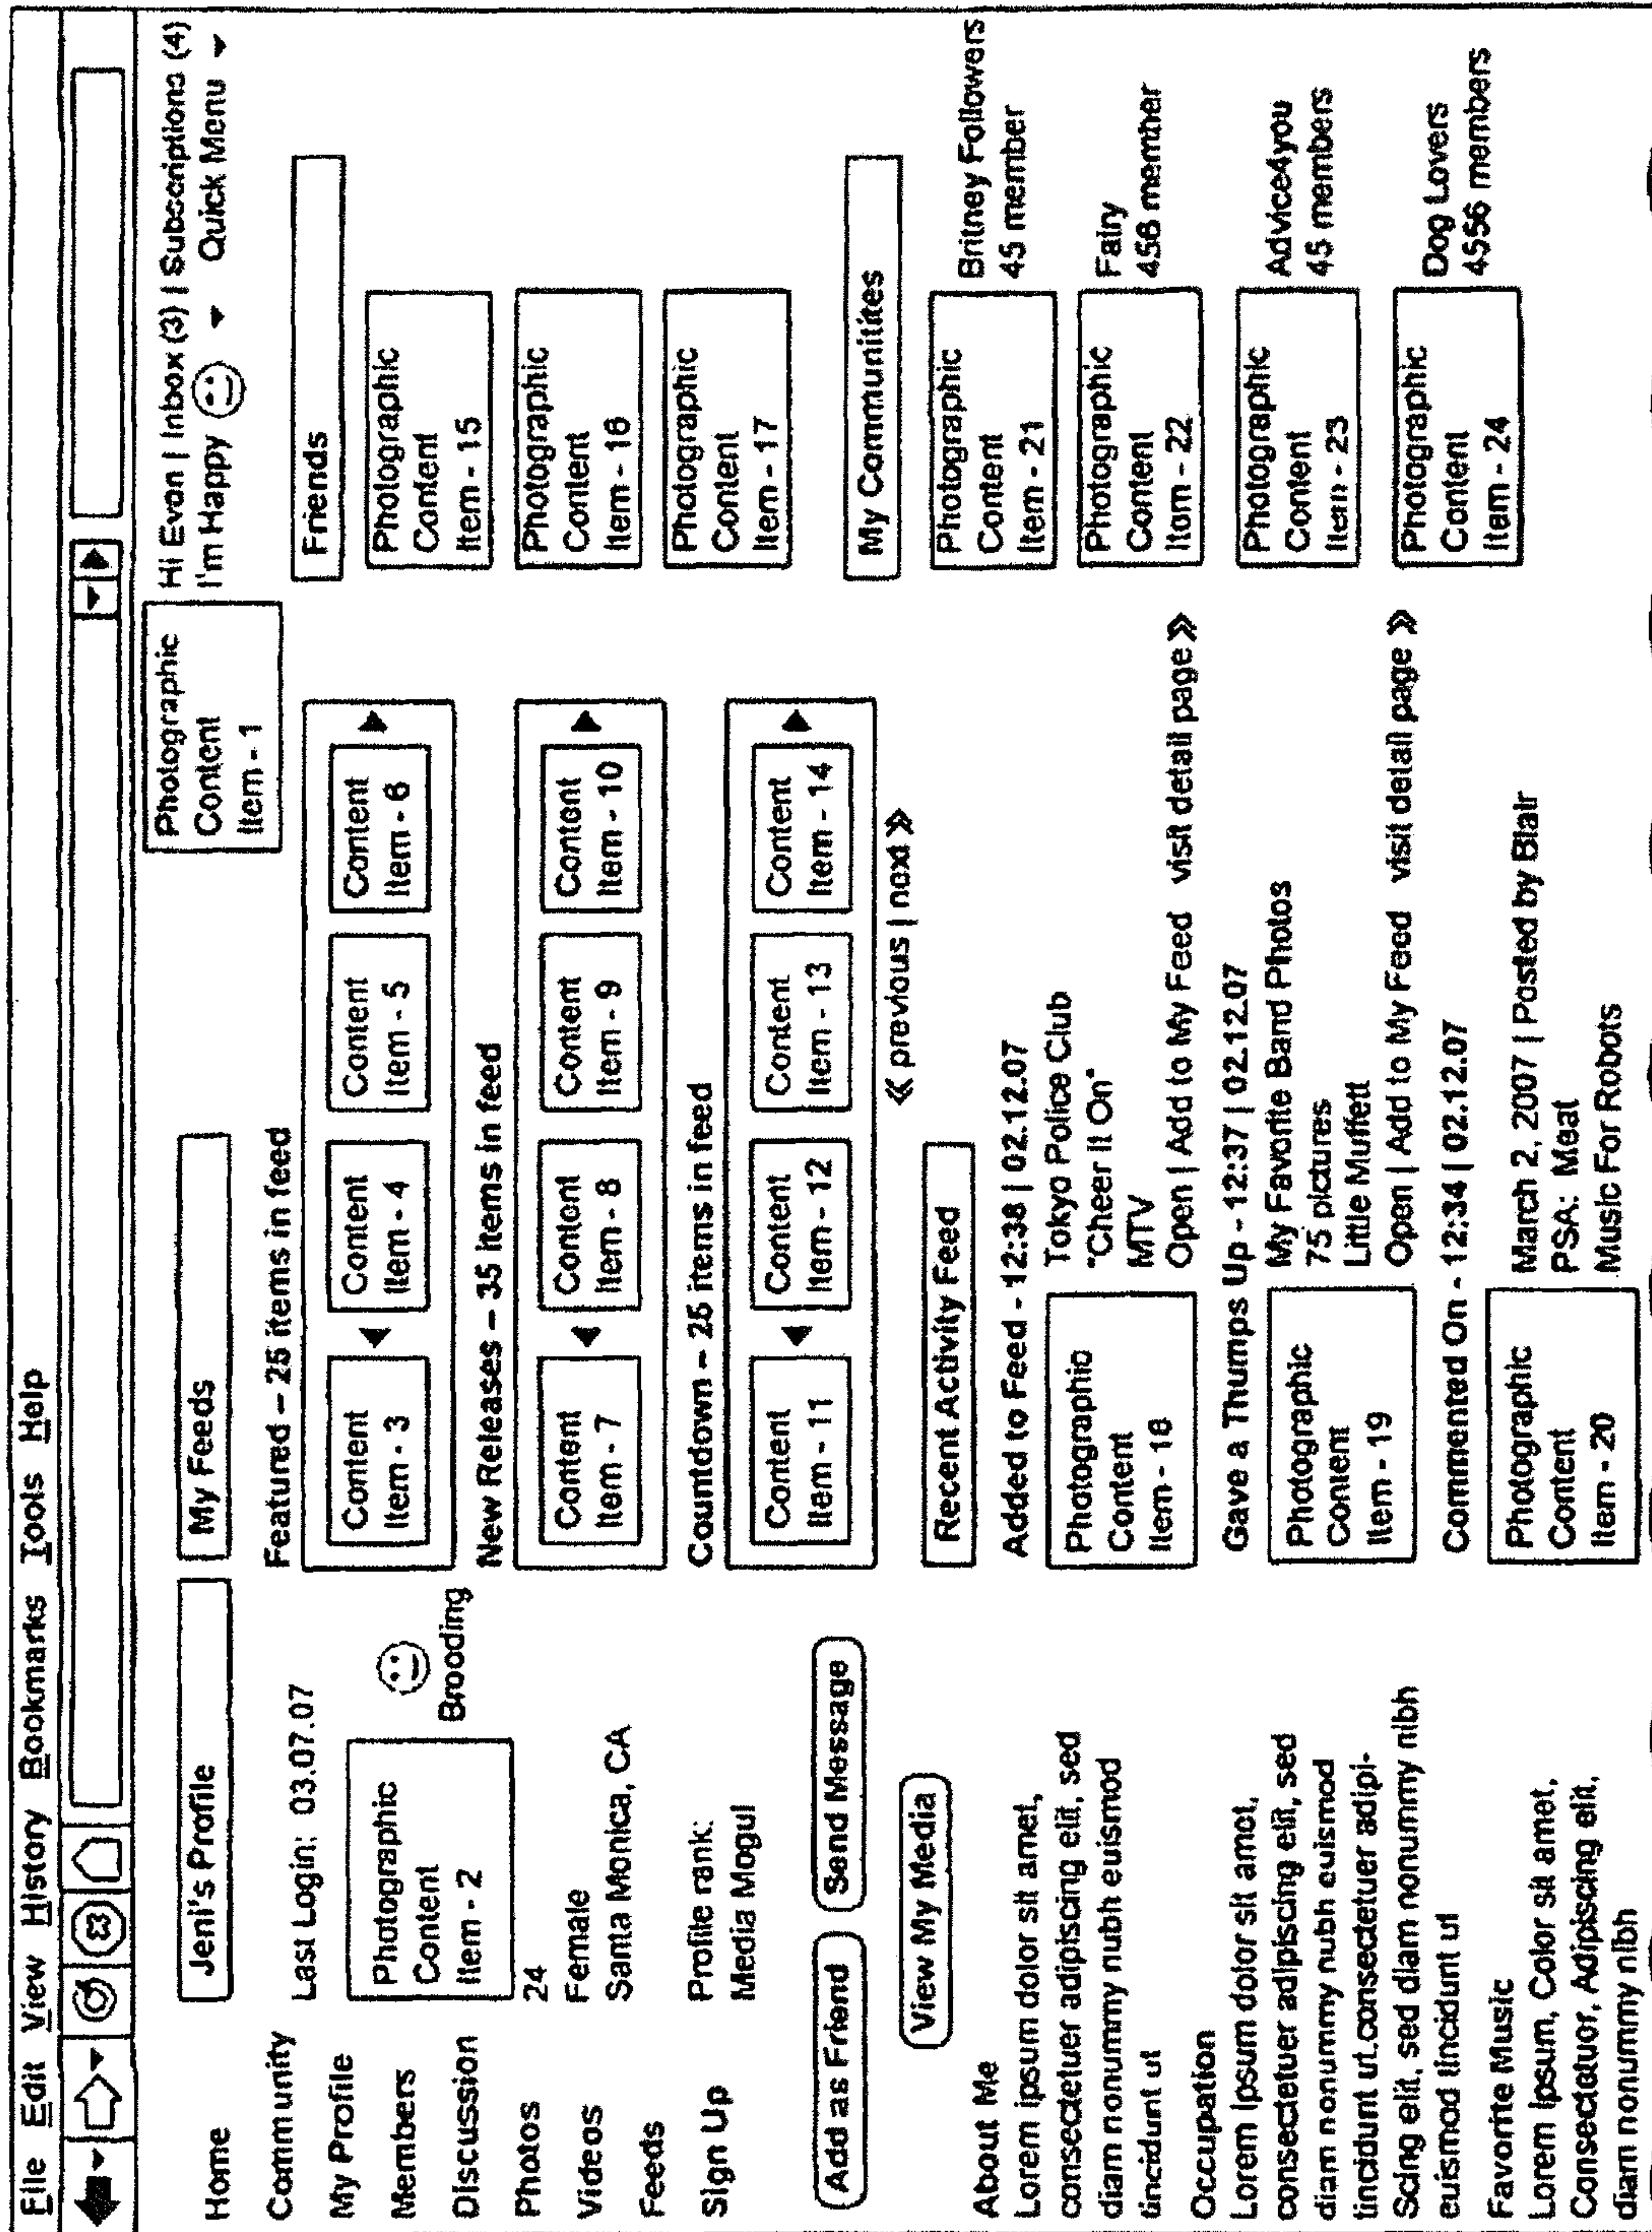 File Edit View History Bookmarks Tools Help
Photographic
Content
Item - 1
Hi Evan | Inbox (3) | Subscriptions (4)
I'm Happy
Quick Menu
Home
Community
My Profile
Members
Discussion
Photos
Videos
Feeds
Sign Up
Jeni's Profile
Last Login: 03.07.07
Photographic
Content
Item - 2
Brooding
24
Female
Santa Monica, CA
Profile rank:
Media Mogul
Add as Friend
Send Message
View My Media
About Me
Lorem ipsum dolor sit amet,
consectetuer adipiscing elit, sed
diam nonummy nubh euismod
tincidunt ut
Occupation
Lorem ipsum dolor sit amet,
consectetuer adipiscing elit, sed
diam nonummy nubh euismod
tincidunt ut.consectetuer adipi-
Scing elit, sed diam nonummy nibh
euismod tincidunt ut
Favorite Music
Lorem ipsum, Color sit amet,
Consectetuor, Adipiscing elit,
diam nonummy nibh
My Feeds
Featured – 25 items in feed
Content
Item - 3
Content
Item - 4
Content
Item - 5
Content
Item - 6
New Releases – 35 items in feed
Content
Item - 7
Content
Item - 8
Content
Item - 9
Content
Item - 10
Countdown – 25 items in feed
Content
Item - 11
Content
Item - 12
Content
Item - 13
Content
Item - 14
« previous | next »
Recent Activity Feed
Added to Feed - 12:38 | 02.12.07
Photographic
Content
Item - 18
Tokyo Police Club
"Cheer It On"
MTV
Open | Add to My Feed visit detail page »
Gave a Thumps Up - 12:37 | 02.12.07
Photographic
Content
Item - 19
My Favorite Band Photos
75 pictures
Little Muffett
Open | Add to My Feed visit detail page »
Commented On - 12:34 | 02.12.07
Photographic
Content
Item - 20
March 2, 2007 | Posted by Blair
PSA: Meat
Music For Robots
Friends
Photographic
Content
Item - 15
Photographic
Content
Item - 16
Photographic
Content
Item - 17
My Communitites
Photographic
Content
Item - 21
Britney Followers
45 member
Photographic
Content
Item - 22
Fairy
456 member
Photographic
Content
Item - 23
Advice4you
45 members
Photographic
Content
Item - 24
Dog Lovers
4556 members